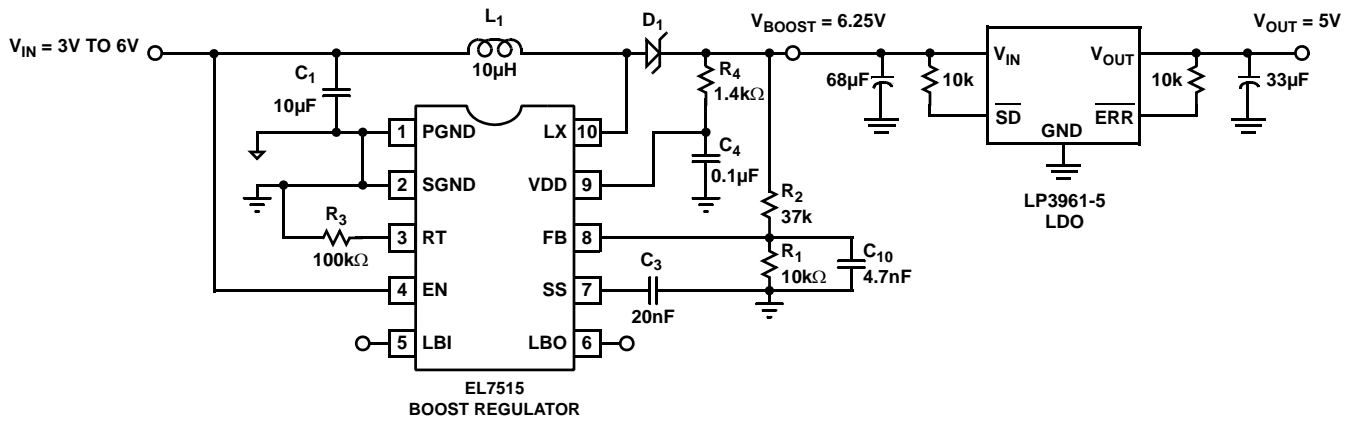 V_IN = 3V TO 6V
L1
10µH
D1
V_BOOST = 6.25V
V_OUT = 5V
C1
10µF
R4
1.4kΩ
68µF
10k
V_IN
V_OUT
SD
ERR
GND
10k
33µF
LP3961-5
LDO
1 PGND
LX 10
2 SGND
VDD 9
3 RT
FB 8
4 EN
SS 7
5 LBI
LBO 6
R3
100kΩ
C4
0.1µF
R2
37k
R1
10kΩ
C10
4.7nF
C3
20nF
EL7515
BOOST REGULATOR